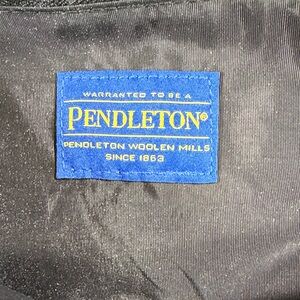 WARRANTED TO BE A
PENDLETON®
PENDLETON WOOLEN MILLS
SINCE 1863